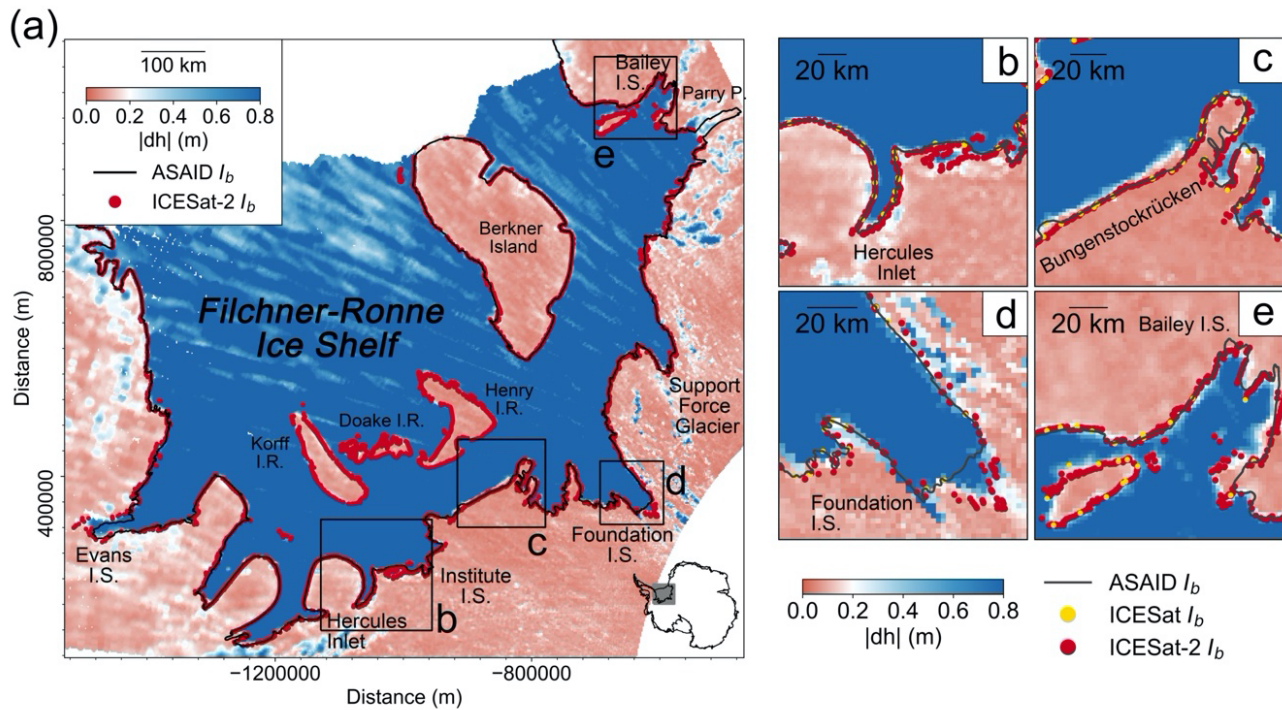 (a)
100 km
0.0 0.2 0.4 0.6 0.8
|dh| (m)
ASAID Ib
ICESat-2 Ib
Bailey
I.S.
Parry P.
e
Berkner
Island
Filchner-Ronne
Ice Shelf
Henry
I.R.
Doake I.R.
Korff
I.R.
Support
Force
Glacier
d
Foundation
I.S.
c
Evans
I.S.
Institute
I.S.
b
Hercules
Inlet
800000
400000
Distance (m)
−1200000
−800000
Distance (m)
b
20 km
Hercules
Inlet
c
20 km
Bungenstockrücken
d
20 km
Foundation
I.S.
e
20 km
Bailey I.S.
0.0 0.2 0.4 0.6 0.8
|dh| (m)
ASAID Ib
ICESat Ib
ICESat-2 Ib